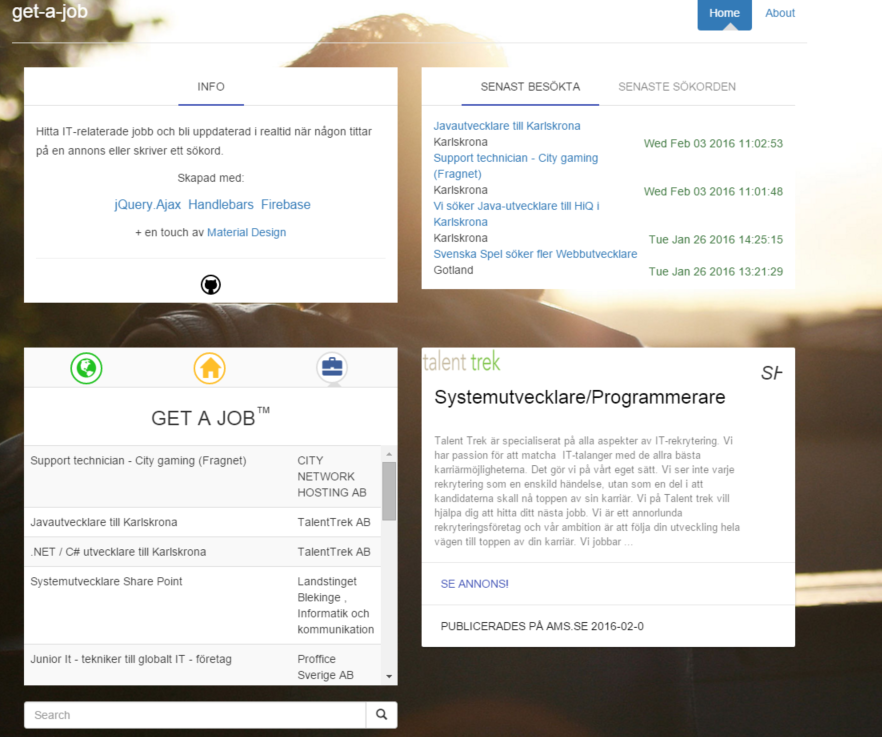 get-a-job
Home
About
INFO
Hitta IT-relaterade jobb och bli uppdaterad i realtid när någon tittar
på en annons eller skriver ett sökord.
Skapad med:
jQuery.Ajax Handlebars Firebase
+ en touch av Material Design
SENAST BESÖKTA
SENASTE SÖKORDEN
Javautvecklare till Karlskrona
Karlskrona
Wed Feb 03 2016 11:02:53
Support technician - City gaming
(Fragnet)
Karlskrona
Wed Feb 03 2016 11:01:48
Vi söker Java-utvecklare till HiQ i
Karlskrona
Karlskrona
Tue Jan 26 2016 14:25:15
Svenska Spel söker fler Webbutvecklare
Gotland
Tue Jan 26 2016 13:21:29
GET A JOB™
Support technician - City gaming (Fragnet)
CITY
NETWORK
HOSTING AB
Javautvecklare till Karlskrona
TalentTrek AB
.NET / C# utvecklare till Karlskrona
TalentTrek AB
Systemutvecklare Share Point
Landstinget
Blekinge ,
Informatik och
kommunikation
Junior It - tekniker till globalt IT - företag
Proffice
Sverige AB
Search
talent trek
Systemutvecklare/Programmerare
Talent Trek är specialiserat på alla aspekter av IT-rekrytering. Vi
har passion för att matcha IT-talanger med de allra bästa
karriärmöjligheterna. Det gör vi på vårt eget sätt. Vi ser inte varje
rekrytering som en enskild händelse, utan som en del i att
kandidaterna skall nå toppen av sin karriär. Vi på Talent trek vill
hjälpa dig att hitta ditt nästa jobb. Vi är ett annorlunda
rekryteringsföretag och vår ambition är att följa din utveckling hela
vägen till toppen av din karriär. Vi jobbar ...
SE ANNONS!
PUBLICERADES PÅ AMS.SE 2016-02-0